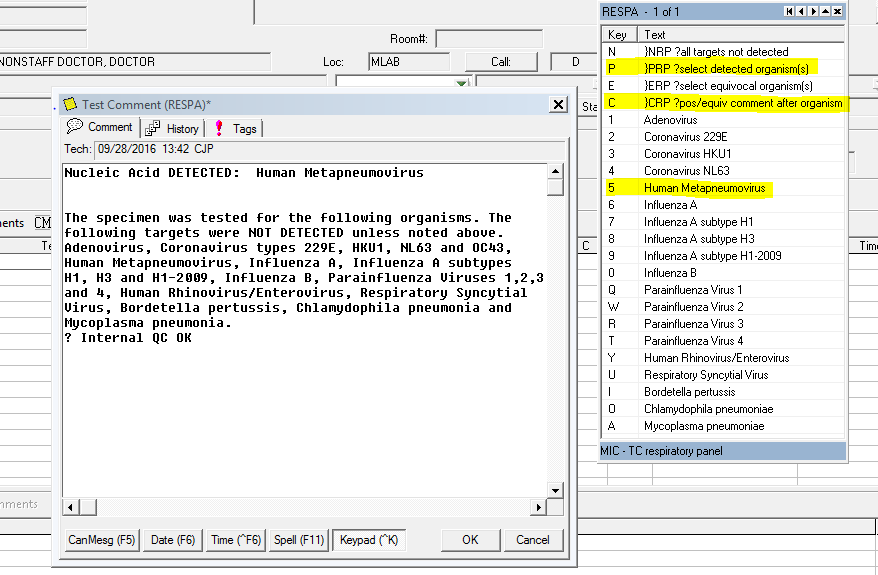 Room#:
NONSTAFF DOCTOR, DOCTOR
Loc: MLAB Call: D
Sta
ments CM
Te
C
Time
mments
Test Comment (RESPA)*
Comment History Tags
Tech: 09/28/2016 13:42 CJP
Nucleic Acid DETECTED: Human Metapneumovirus
The specimen was tested for the following organisms. The
following targets were NOT DETECTED unless noted above.
Adenovirus, Coronavirus types 229E, HKU1, NL63 and OC43,
Human Metapneumovirus, Influenza A, Influenza A subtypes
H1, H3 and H1-2009, Influenza B, Parainfluenza Viruses 1,2,3
and 4, Human Rhinovirus/Enterovirus, Respiratory Syncytial
Virus, Bordetella pertussis, Chlamydophila pneumonia and
Mycoplasma pneumonia.
? Internal QC OK
CanMesg (F5) Date (F6) Time (^F6) Spell (F11) Keypad (^K) OK Cancel
RESPA - 1 of 1
Key Text
N }NRP ?all targets not detected
P }PRP ?select detected organism(s)
E }ERP ?select equivocal organism(s)
C }CRP ?pos/equiv comment after organism
1 Adenovirus
2 Coronavirus 229E
3 Coronavirus HKU1
4 Coronavirus NL63
5 Human Metapneumovirus
6 Influenza A
7 Influenza A subtype H1
8 Influenza A subtype H3
9 Influenza A subtype H1-2009
0 Influenza B
Q Parainfluenza Virus 1
W Parainfluenza Virus 2
R Parainfluenza Virus 3
T Parainfluenza Virus 4
Y Human Rhinovirus/Enterovirus
U Respiratory Syncytial Virus
I Bordetella pertussis
O Chlamydophila pneumoniae
A Mycoplasma pneumoniae
MIC - TC respiratory panel